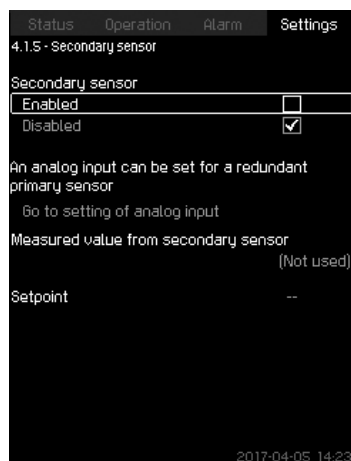 Status Operation Alarm Settings
4.1.5 - Secondary sensor
Secondary sensor
Enabled
Disabled
An analog input can be set for a redundant
primary sensor
Go to setting of analog input
Measured value from secondary sensor
(Not used)
Setpoint --
2017-04-05 14:23